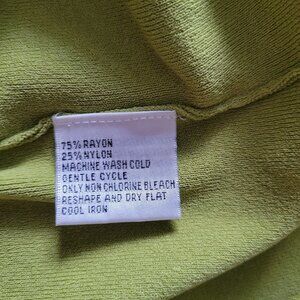 75% RAYON
25% NYLON
MACHINE WASH COLD
GENTLE CYCLE
ONLY NON CHLORINE BLEACH
RESHAPE AND DRY FLAT
COOL IRON